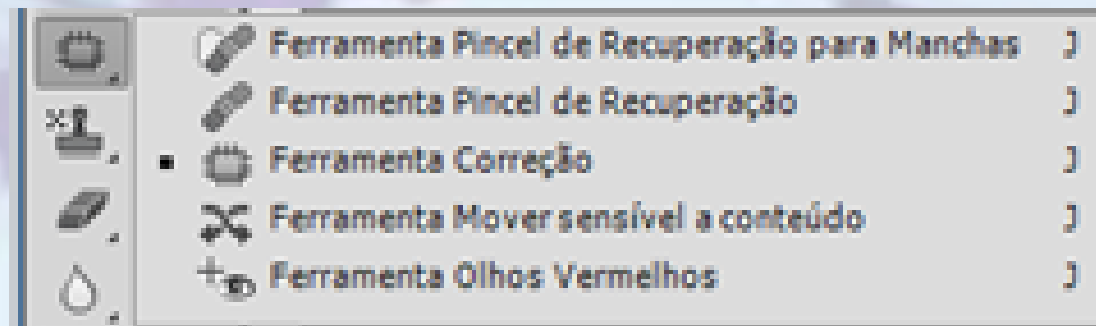 Ferramenta Pincel de Recuperação para Manchas J
Ferramenta Pincel de Recuperação J
Ferramenta Correção J
Ferramenta Mover sensível a conteúdo J
Ferramenta Olhos Vermelhos J